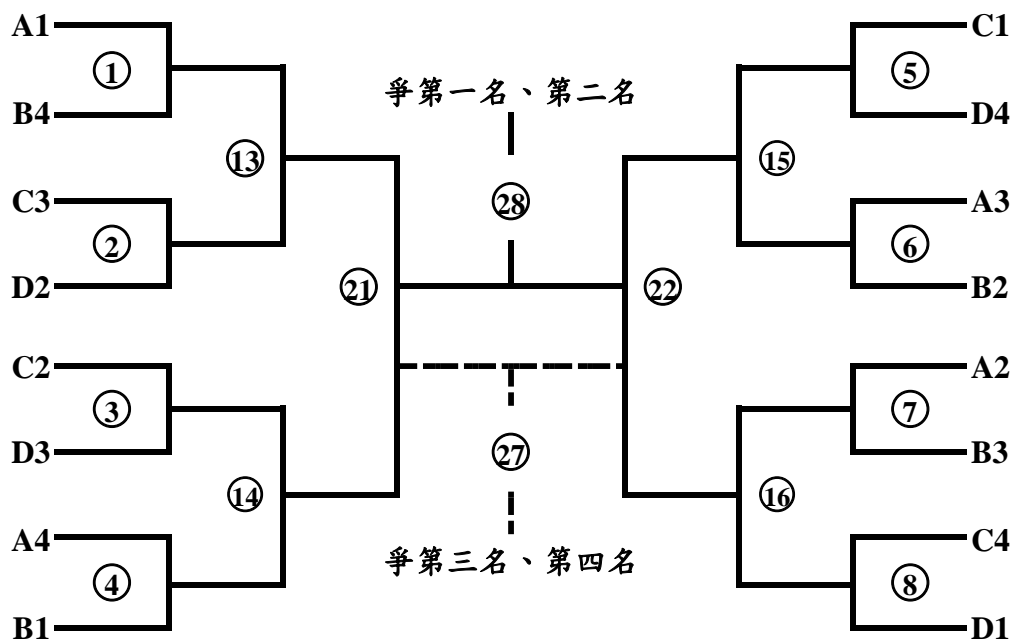 A1
①
B4
⑬
C3
②
D2
㉑
C2
③
D3
⑭
A4
④
B1
爭第一名、第二名
㉘
㉗
爭第三名、第四名
C1
⑤
D4
⑮
A3
⑥
B2
㉒
A2
⑦
B3
⑯
C4
⑧
D1